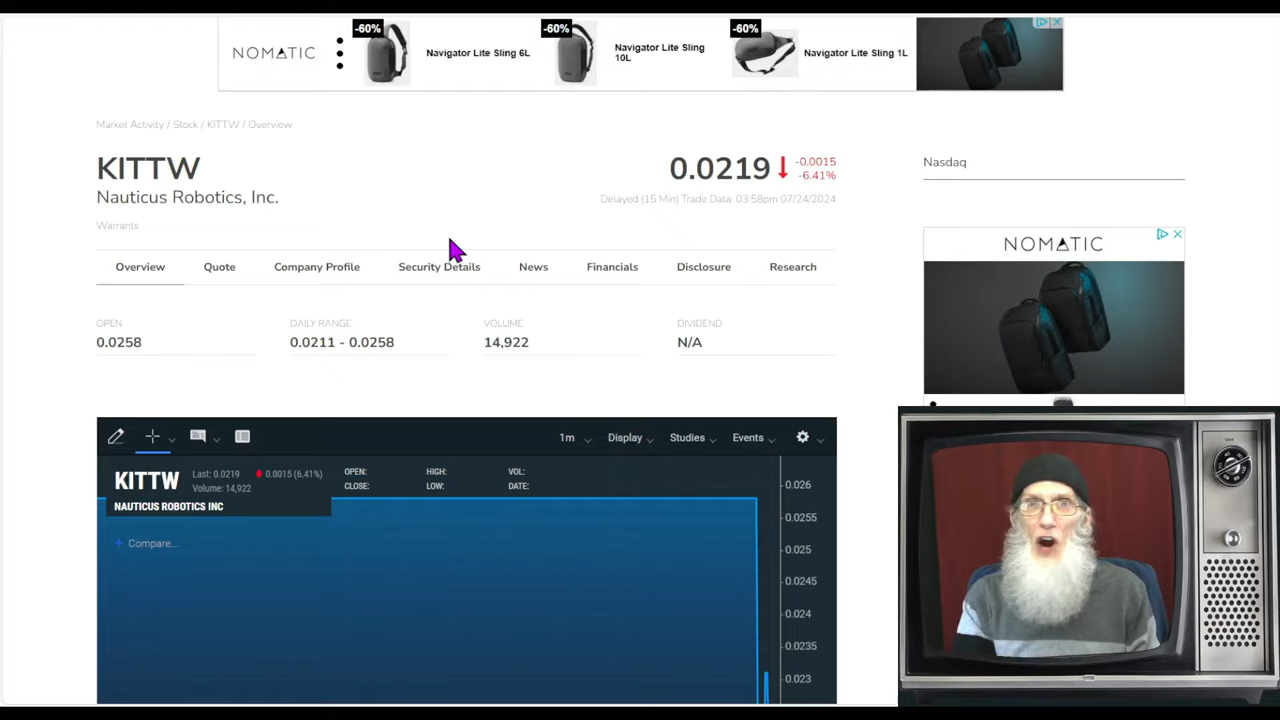 NOMATIC
-60%
Navigator Lite Sling 6L
-60%
Navigator Lite Sling
10L
-60%
Navigator Lite Sling 1L
Market Activity / Stock / KITTW / Overview
KITTW
Nauticus Robotics, Inc.
Warrants
0.0219
-0.0015
-6.41%
Delayed (15 Min) Trade Data: 03:58pm 07/24/2024
Nasdaq
Overview
Quote
Company Profile
Security Details
News
Financials
Disclosure
Research
OPEN
0.0258
DAILY RANGE
0.0211 - 0.0258
VOLUME
14,922
DIVIDEND
N/A
NOMATIC
1m
Display
Studies
Events
KITTW
Last: 0.0219
0.0015 (6.41%)
Volume: 14,922
NAUTICUS ROBOTICS INC
OPEN:
CLOSE:
HIGH:
LOW:
VOL:
DATE:
+ Compare...
0.026
0.0255
0.025
0.0245
0.024
0.0235
0.023